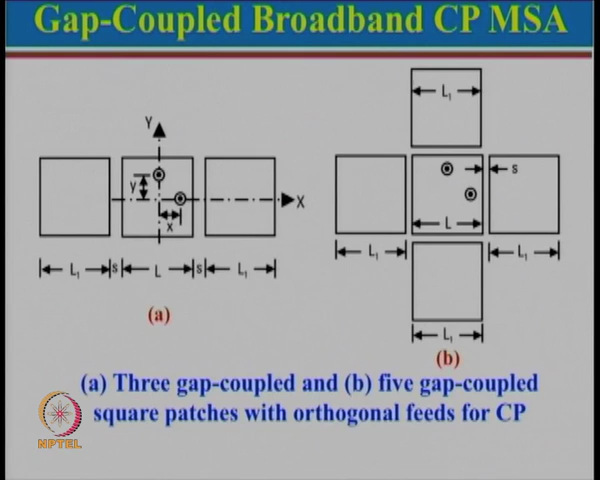 Gap-Coupled Broadband CP MSA
Y
y
x
X
L₁ s L s L₁
(a)
L₁
s
L
L₁ L₁
L₁
(b)
(a) Three gap-coupled and (b) five gap-coupled
square patches with orthogonal feeds for CP
NPTEL